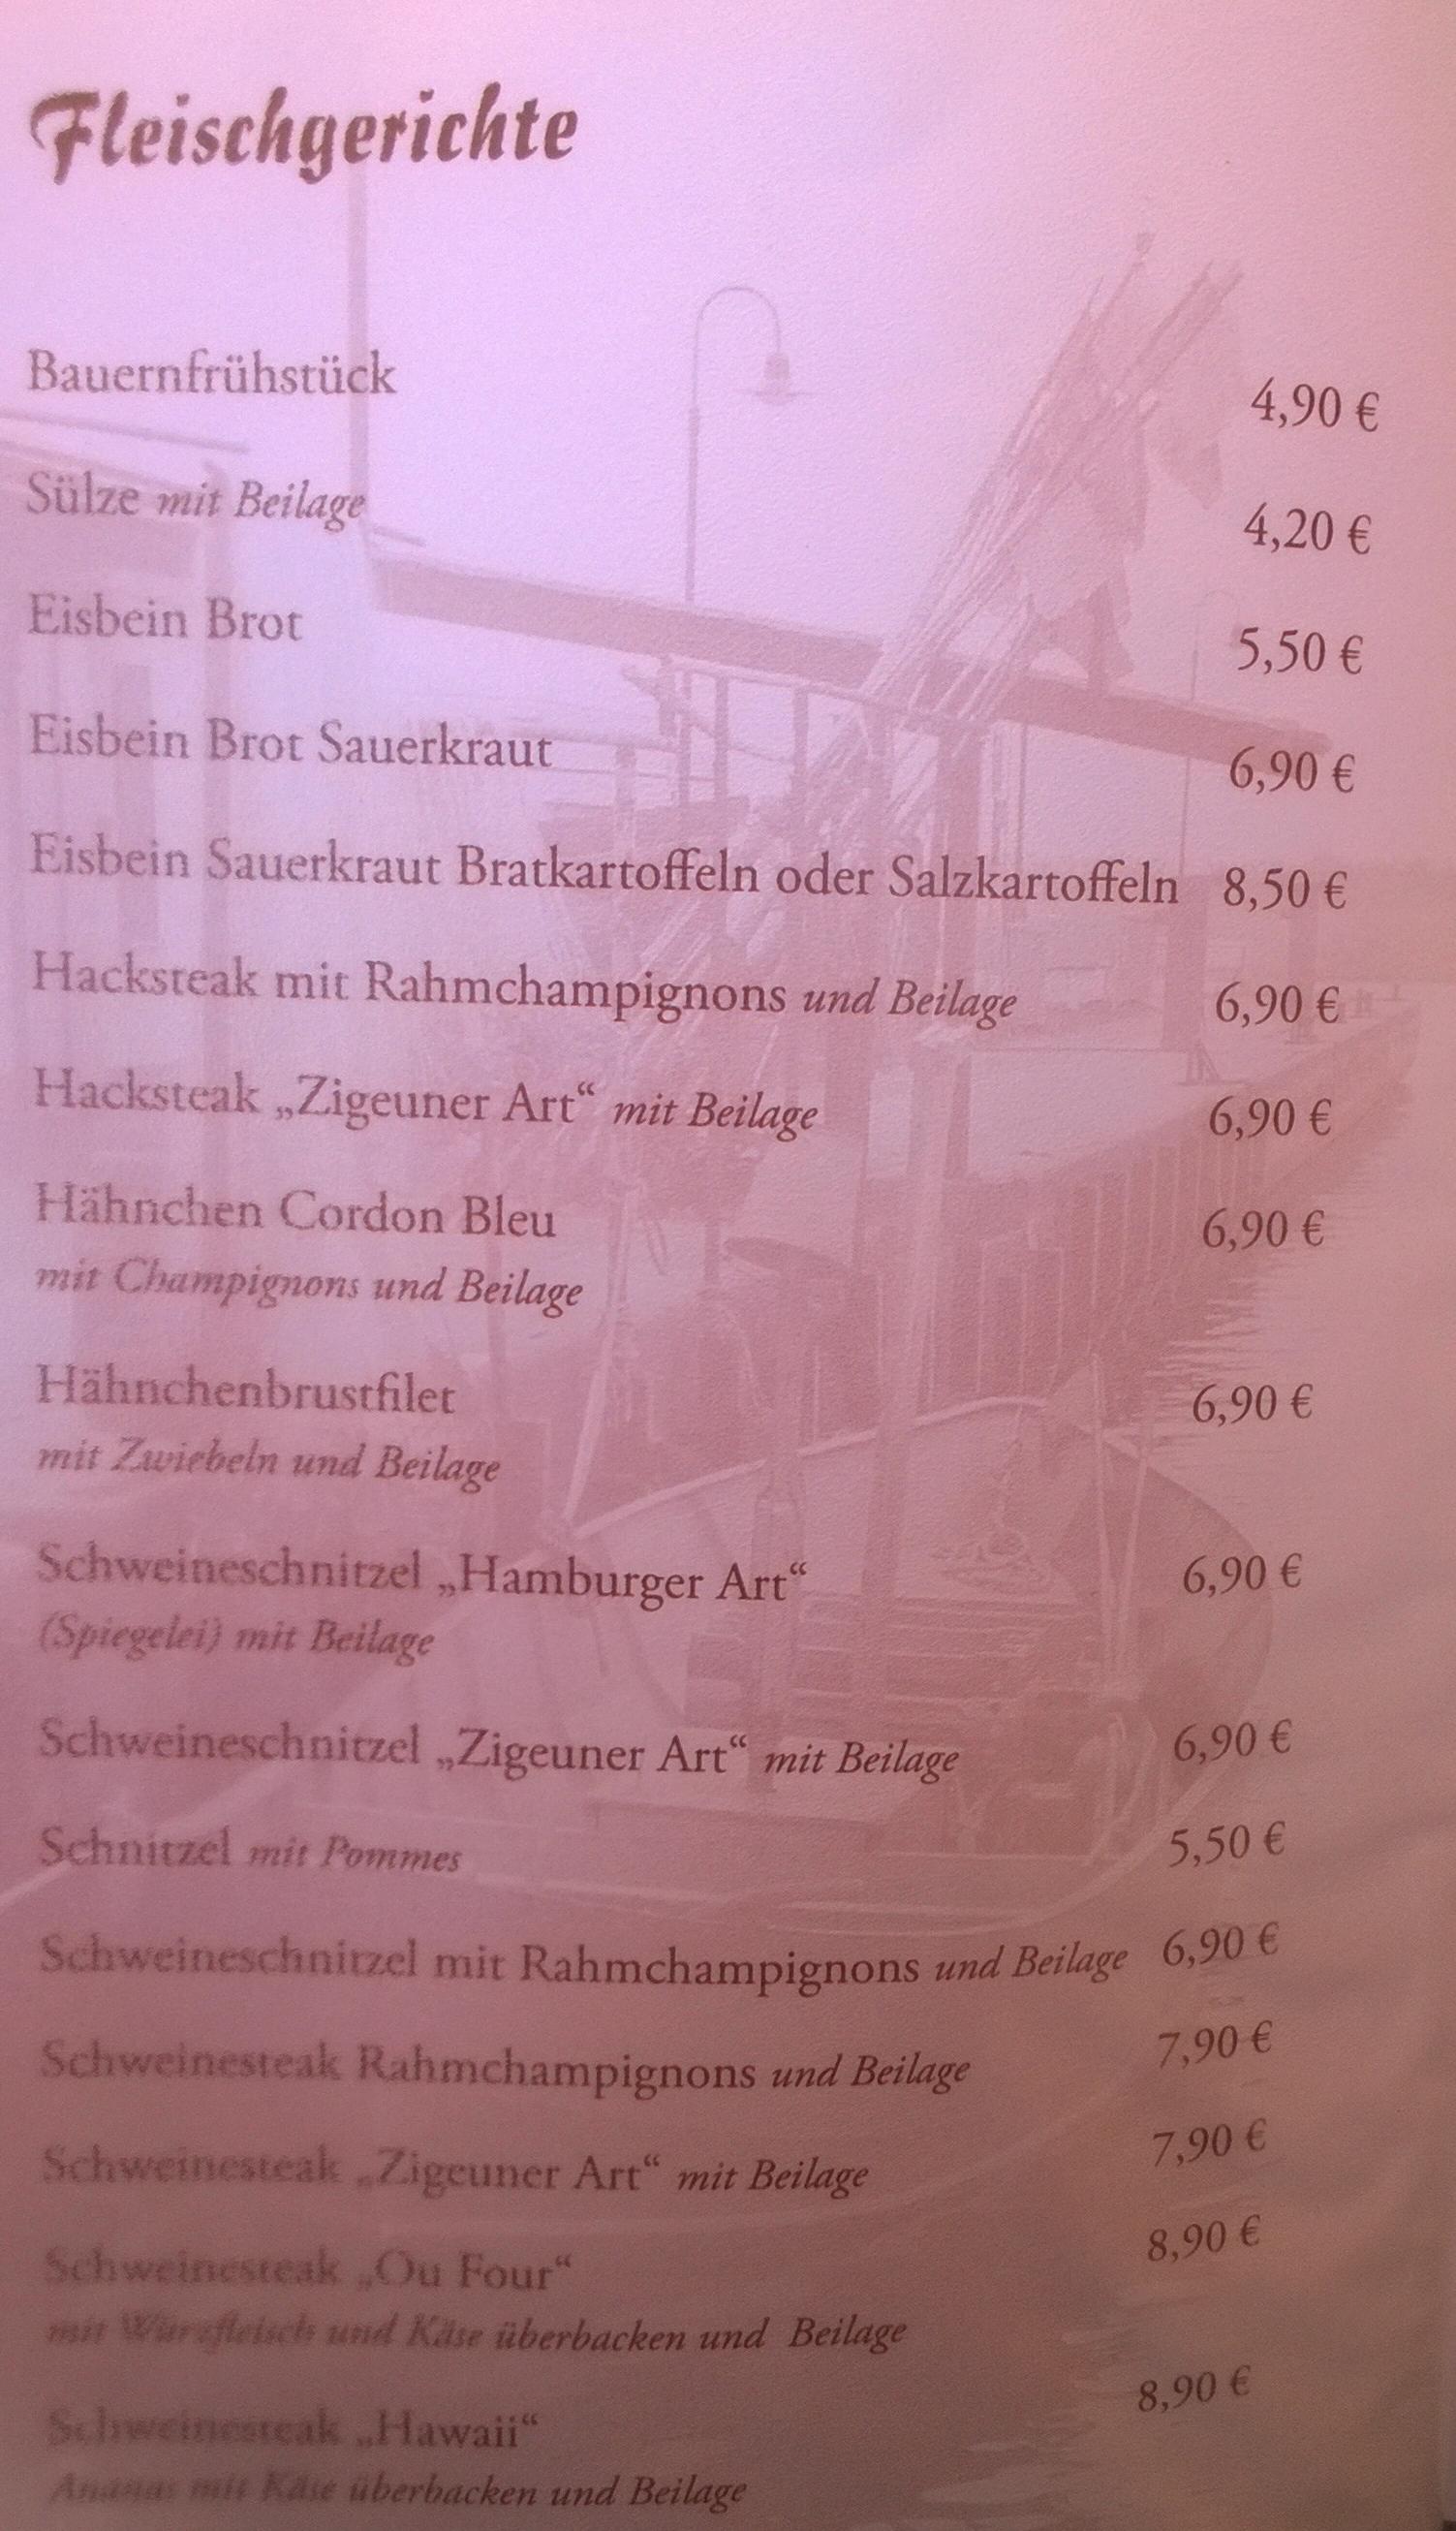 Fleischgerichte
Bauernfrühstück 4,90 €
Sülze mit Beilage 4,20 €
Eisbein Brot 5,50 €
Eisbein Brot Sauerkraut 6,90 €
Eisbein Sauerkraut Bratkartoffeln oder Salzkartoffeln 8,50 €
Hacksteak mit Rahmchampignons und Beilage 6,90 €
Hacksteak „Zigeuner Art“ mit Beilage 6,90 €
Hähnchen Cordon Bleu 6,90 €
mit Champignons und Beilage
Hähnchenbrustfilet 6,90 €
mit Zwiebeln und Beilage
Schweineschnitzel „Hamburger Art“ 6,90 €
(Spiegelei) mit Beilage
Schweineschnitzel „Zigeuner Art“ mit Beilage 6,90 €
Schnitzel mit Pommes 5,50 €
Schweineschnitzel mit Rahmchampignons und Beilage 6,90 €
Schweinesteak Rahmchampignons und Beilage 7,90 €
Schweinesteak „Zigeuner Art“ mit Beilage 7,90 €
Schweinesteak „Ou Four“ 8,90 €
mit Würzfleisch und Käse überbacken und Beilage
Schweinesteak „Hawaii“ 8,90 €
Ananas mit Käse überbacken und Beilage